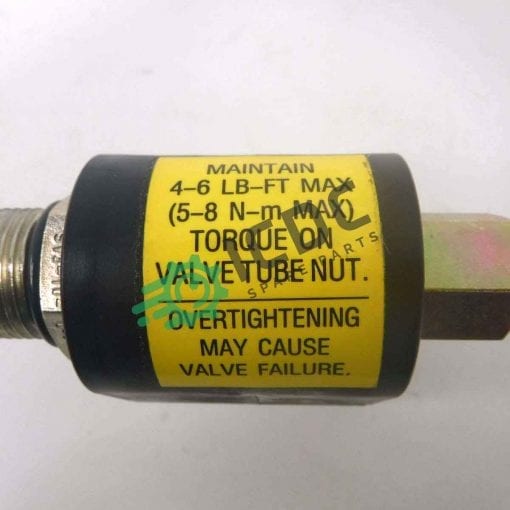 MAINTAIN
4-6 LB-FT MAX
(5-8 N-m MAX)
TORQUE ON
VALVE TUBE NUT.
OVERTIGHTENING
MAY CAUSE
VALVE FAILURE.
SPARE PARTS